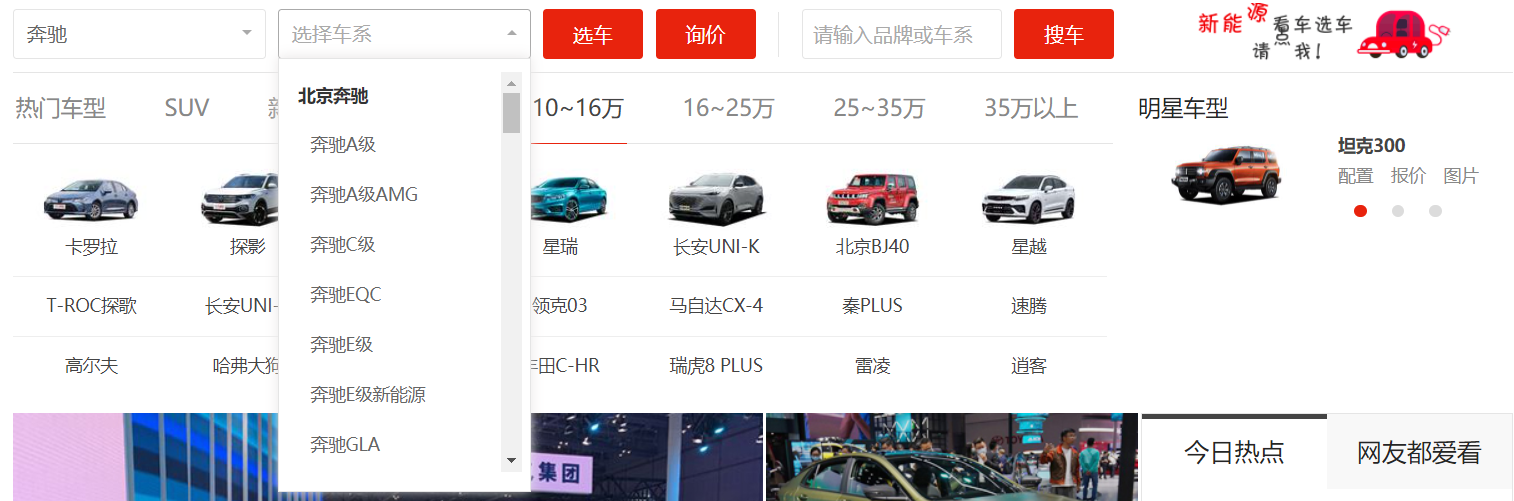 奔驰
选择车系
选车
询价
请输入品牌或车系
搜车
新能源看车选车
请点我!
北京奔驰
奔驰A级
奔驰A级AMG
奔驰C级
奔驰EQC
奔驰E级
奔驰E级新能源
奔驰GLA
热门车型
SUV
10~16万
16~25万
25~35万
35万以上
明星车型
坦克300
配置
报价
图片
卡罗拉
探影
星瑞
长安UNI-K
北京BJ40
星越
T-ROC探歌
长安UNI-
领克03
马自达CX-4
秦PLUS
速腾
高尔夫
哈弗大狗
丰田C-HR
瑞虎8 PLUS
雷凌
逍客
集团
今日热点
网友都爱看